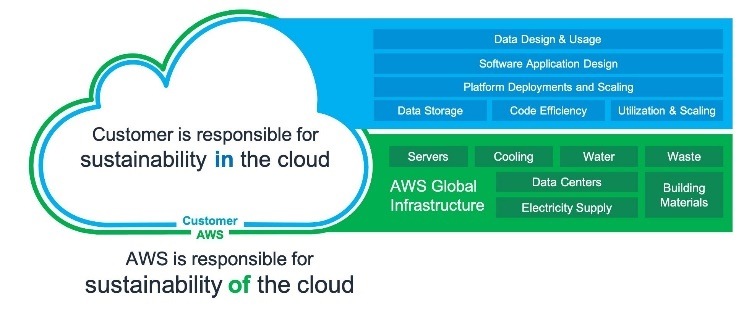 Customer is responsible for
sustainability in the cloud
Customer
AWS
AWS is responsible for
sustainability of the cloud
Data Design & Usage
Software Application Design
Platform Deployments and Scaling
Data Storage
Code Efficiency
Utilization & Scaling
Servers
Cooling
Water
Waste
AWS Global
Infrastructure
Data Centers
Electricity Supply
Building
Materials